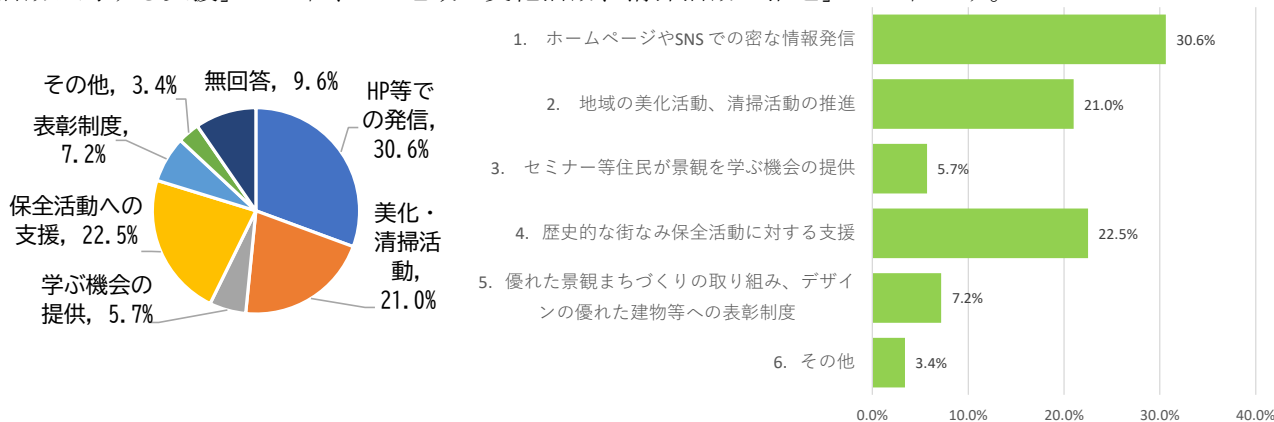 無回答, 9.6%
その他, 3.4%
HP等で
の発信,
30.6%
表彰制度,
7.2%
保全活動への
支援, 22.5%
美化・
清掃活
動,
21.0%
学ぶ機会の
提供, 5.7%
1. ホームページやSNS での密な情報発信
30.6%
2. 地域の美化活動、清掃活動の推進
21.0%
3. セミナー等住民が景観を学ぶ機会の提供
5.7%
4. 歴史的な街なみ保全活動に対する支援
22.5%
5. 優れた景観まちづくりの取り組み、デザイ
ンの優れた建物等への表彰制度
7.2%
6. その他
3.4%
0.0% 10.0% 20.0% 30.0% 40.0%